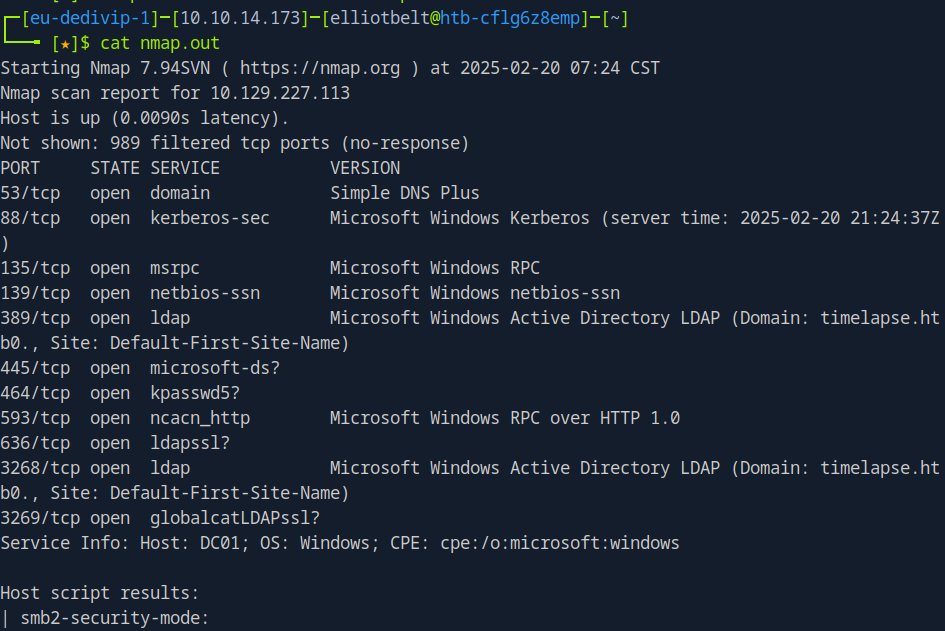 ┌─[eu-dedivip-1]─[10.10.14.173]─[elliotbelt@htb-cflg6z8emp]─[~]
└──╼ [★]$ cat nmap.out
Starting Nmap 7.94SVN ( https://nmap.org ) at 2025-02-20 07:24 CST
Nmap scan report for 10.129.227.113
Host is up (0.0090s latency).
Not shown: 989 filtered tcp ports (no-response)
PORT     STATE SERVICE           VERSION
53/tcp   open  domain            Simple DNS Plus
88/tcp   open  kerberos-sec      Microsoft Windows Kerberos (server time: 2025-02-20 21:24:37Z
)
135/tcp  open  msrpc             Microsoft Windows RPC
139/tcp  open  netbios-ssn       Microsoft Windows netbios-ssn
389/tcp  open  ldap              Microsoft Windows Active Directory LDAP (Domain: timelapse.ht
b0., Site: Default-First-Site-Name)
445/tcp  open  microsoft-ds?
464/tcp  open  kpasswd5?
593/tcp  open  ncacn_http        Microsoft Windows RPC over HTTP 1.0
636/tcp  open  ldapssl?
3268/tcp open  ldap              Microsoft Windows Active Directory LDAP (Domain: timelapse.ht
b0., Site: Default-First-Site-Name)
3269/tcp open  globalcatLDAPssl?
Service Info: Host: DC01; OS: Windows; CPE: cpe:/o:microsoft:windows

Host script results:
| smb2-security-mode: